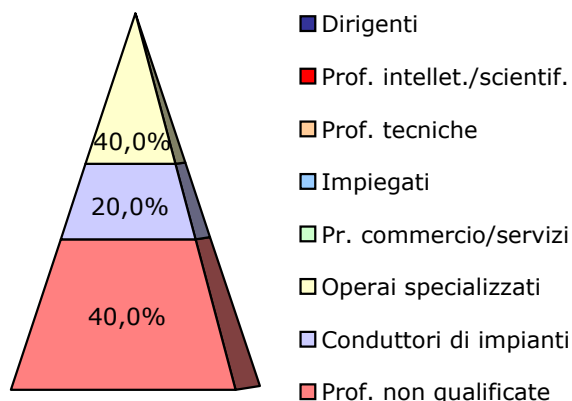 Dirigenti
Prof. intellet./scientif.
Prof. tecniche
Impiegati
Pr. commercio/servizi
Operai specializzati
Conduttori di impianti
Prof. non qualificate
40,0%
20,0%
40,0%